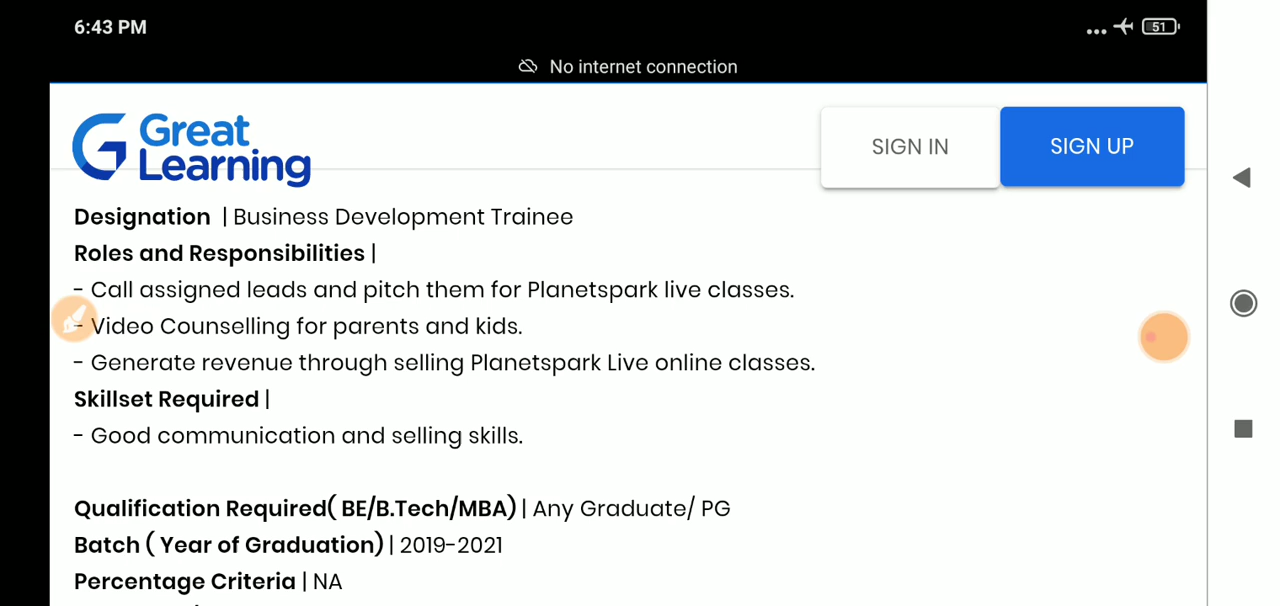 6:43 PM
51
No internet connection
Great
Learning
SIGN IN
SIGN UP
Designation | Business Development Trainee
Roles and Responsibilities |
- Call assigned leads and pitch them for Planetspark live classes.
- Video Counselling for parents and kids.
- Generate revenue through selling Planetspark Live online classes.
Skillset Required |
- Good communication and selling skills.
Qualification Required( BE/B.Tech/MBA) | Any Graduate/ PG
Batch ( Year of Graduation) | 2019-2021
Percentage Criteria | NA